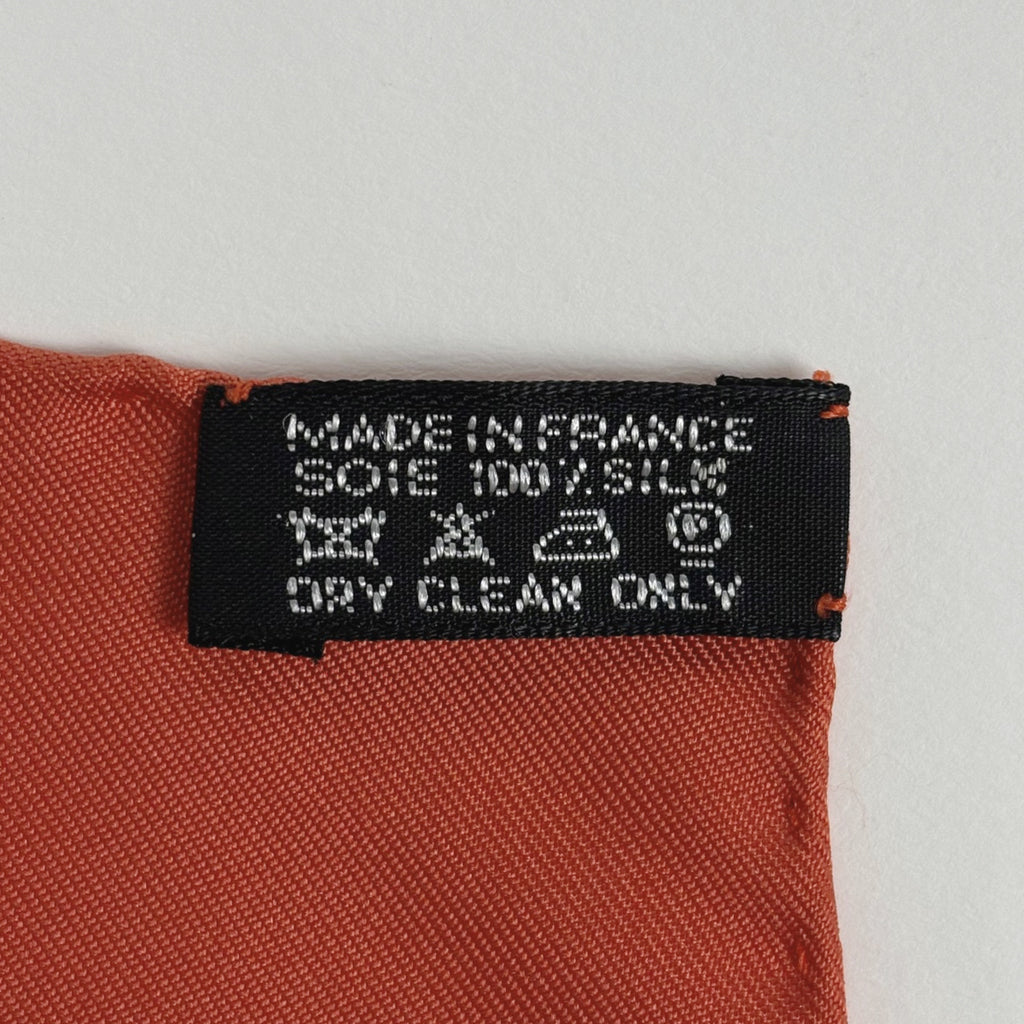 MADE IN FRANCE
SOIE 100% SILK
P
DRY CLEAN ONLY